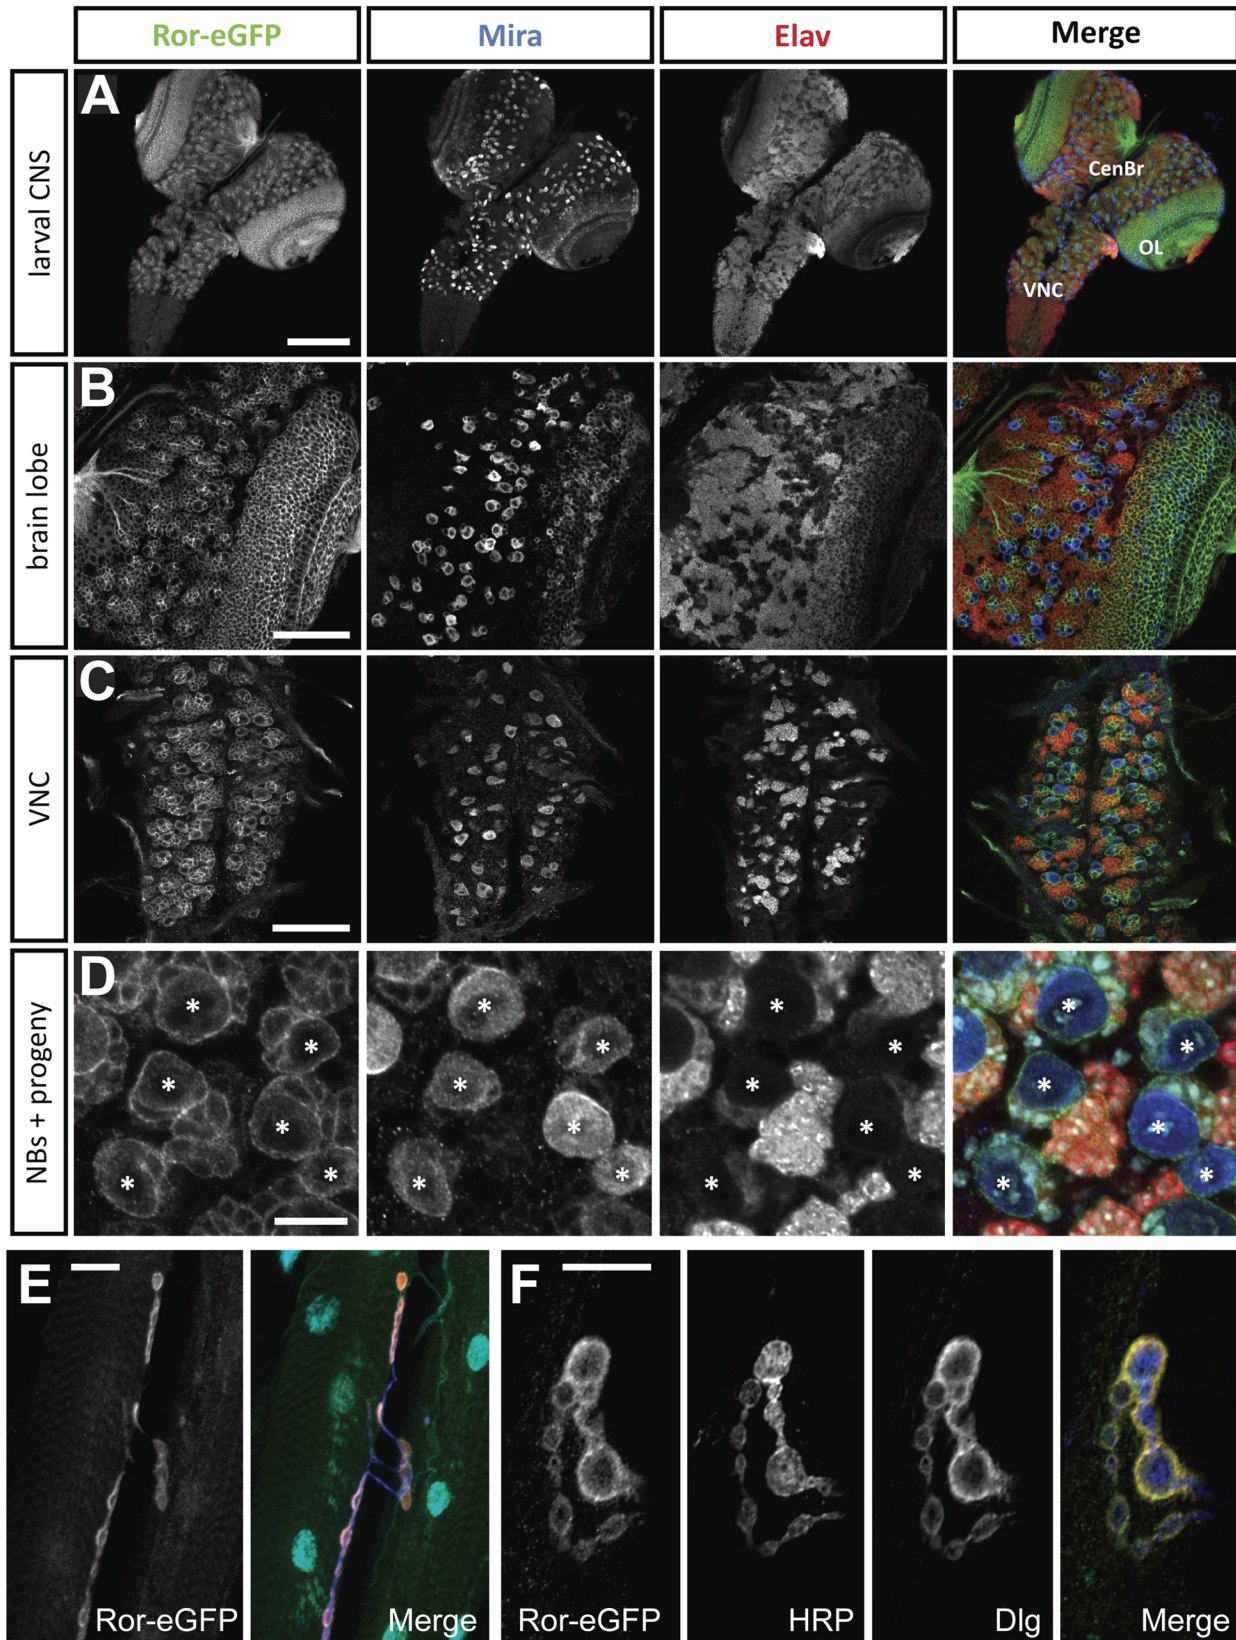 Ror-eGFP Mira Elav Merge
larval CNS
A
CenBr
OL
VNC
brain lobe
B
VNC
C
NBs + progeny
D
* * * *
* * * *
* * * *
* * * *
* * * *
* * * *
E F
Ror-eGFP Merge Ror-eGFP HRP Dlg Merge